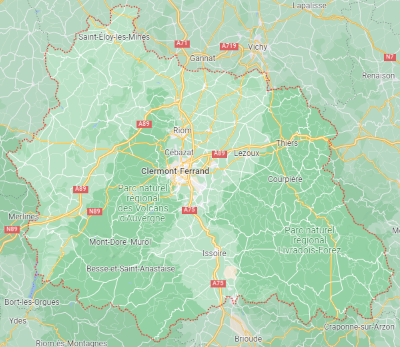 Lapalisse
Saint-Éloy-les-Mines
A71
A719
Vichy
Gannat
N7
Renaison
A89
Riom
Cébazat
A89
Lezoux
Thiers
Clermont-Ferrand
Courpière
A89
Parc naturel
régional
des Volcans
d'Auvergne
N89
A75
Merlines
N89
Mont-Dore
Murol
Parc naturel
régional
Livradois-Forez
Issoire
Besse-et-Saint-Anastaise
A75
Bort-les-Orgues
Ydes
Craponne-sur-Arzon
Brioude
Riom-ès-Montagnes